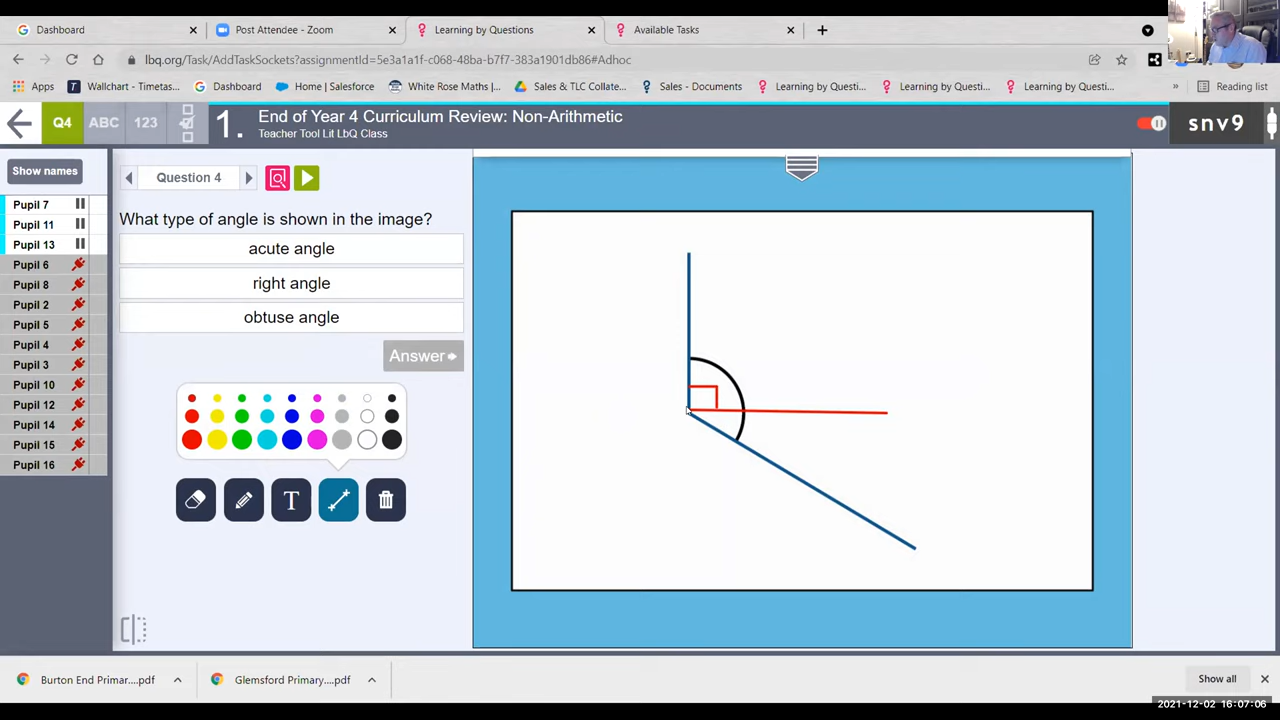 Dashboard
Post Attendee - Zoom
Learning by Questions
Available Tasks
lbq.org/Task/AddTaskSockets?assignmentId=5e3a1a1f-c068-48b1-b7f7-383a1901db86#Adhoc
Apps
Wallchart - Timetas...
Dashboard
Home | Salesforce
White Rose Maths |...
Sales & TLC Collate...
Sales - Documents
Learning by Questi...
Learning by Questi...
Learning by Questi...
»
Reading list
Q4
ABC
123
1.
End of Year 4 Curriculum Review: Non-Arithmetic
Teacher Tool Lit LbQ Class
snv9
Show names
Question 4
Pupil 7
Pupil 11
Pupil 13
Pupil 6
Pupil 8
Pupil 2
Pupil 5
Pupil 4
Pupil 3
Pupil 10
Pupil 12
Pupil 14
Pupil 15
Pupil 16
What type of angle is shown in the image?
acute angle
right angle
obtuse angle
Answer
T
Burton End Primar....pdf
Glemsford Primary....pdf
Show all
2021-12-02 16:07:06